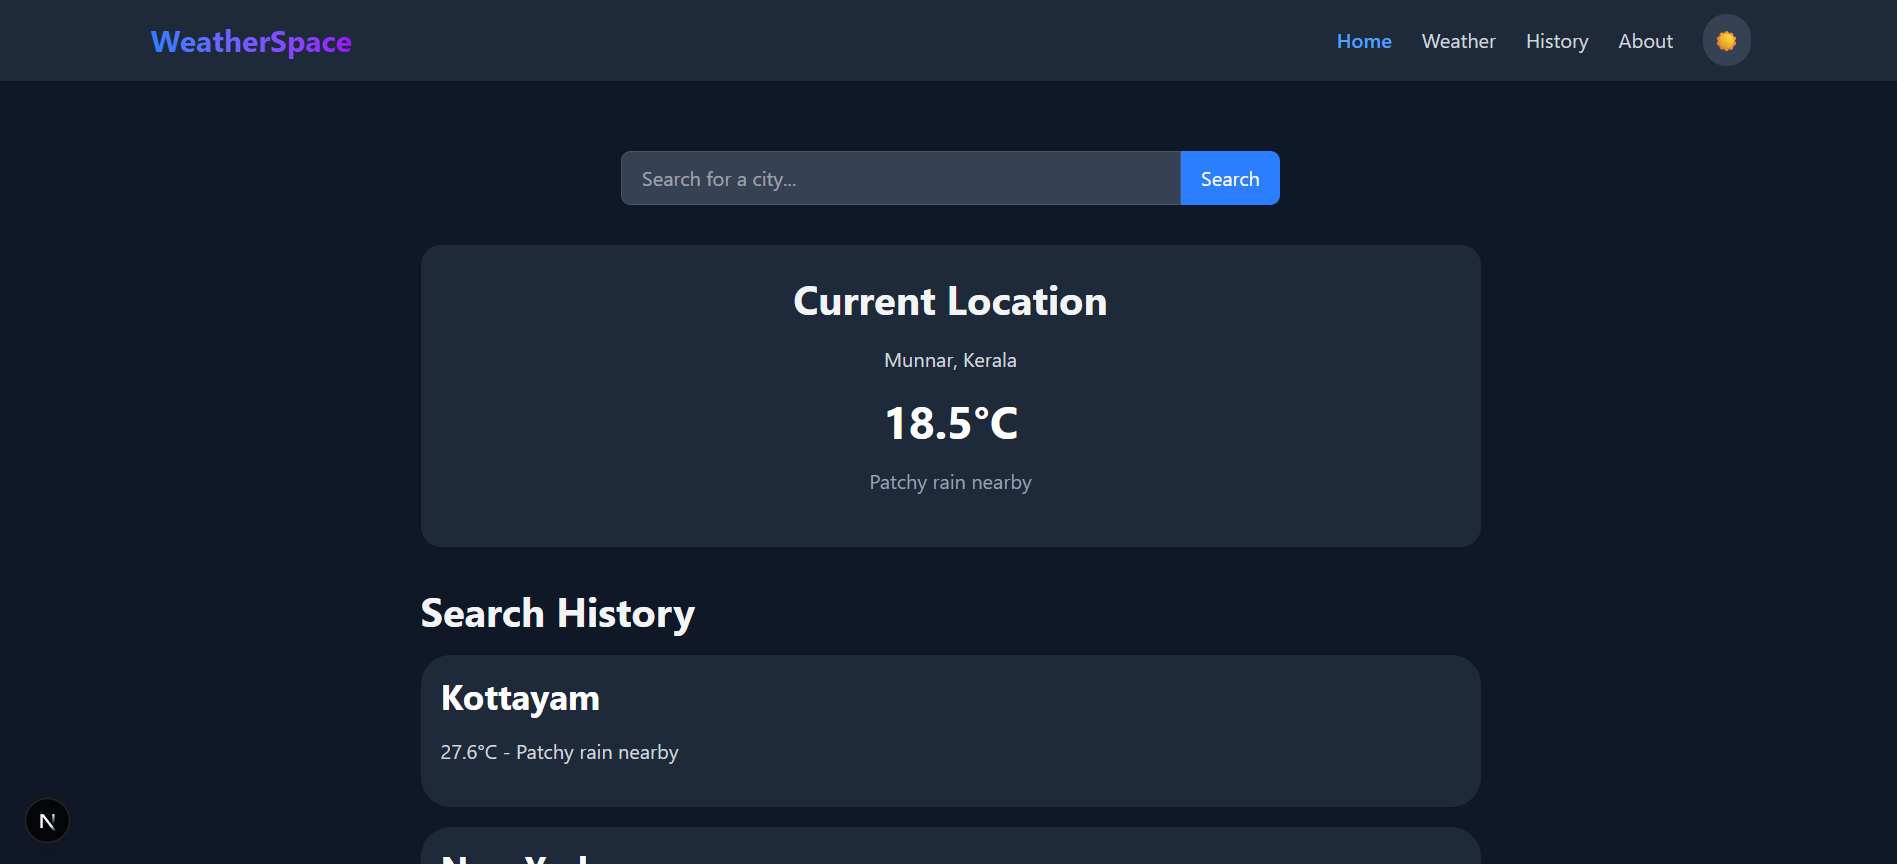 WeatherSpace
Home Weather History About
Search for a city... Search
Current Location
Munnar, Kerala
18.5°C
Patchy rain nearby
Search History
Kottayam
27.6°C - Patchy rain nearby
N